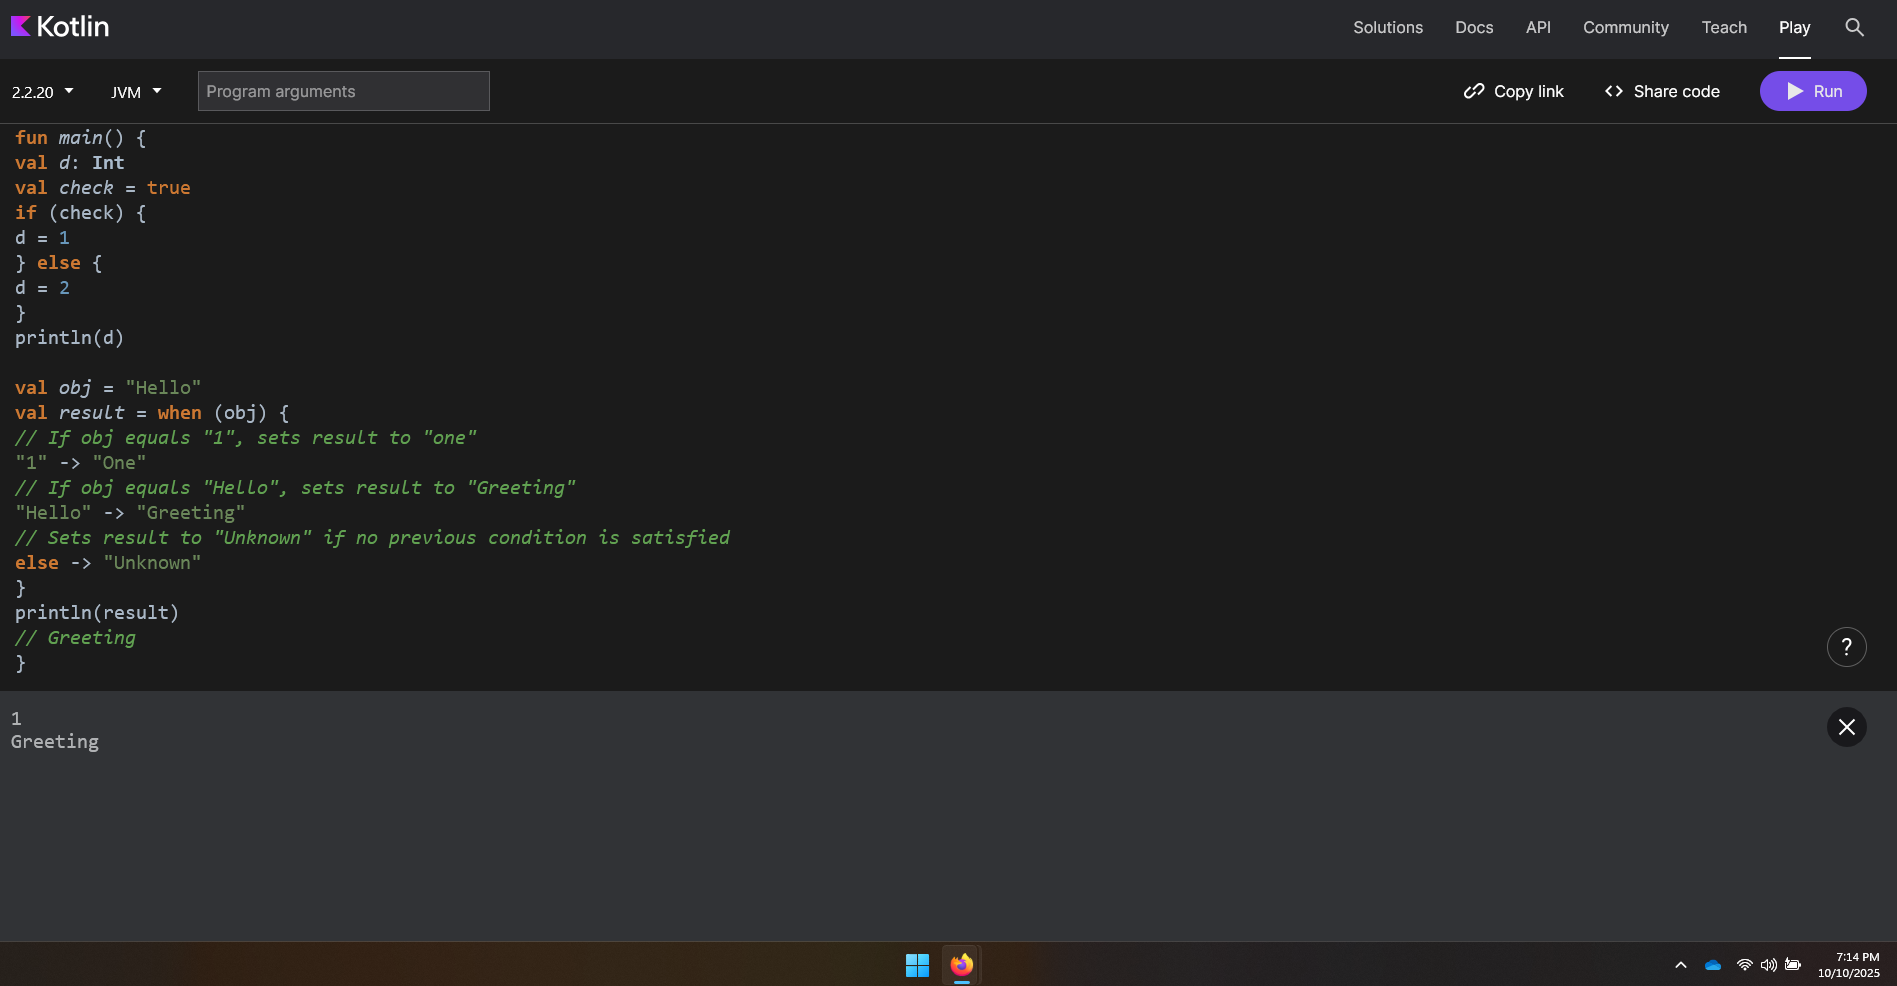 Kotlin
Solutions Docs API Community Teach Play
2.2.20 JVM Program arguments Copy link <> Share code Run
fun main() {
val d: Int
val check = true
if (check) {
d = 1
} else {
d = 2
}
println(d)
val obj = "Hello"
val result = when (obj) {
// If obj equals "1", sets result to "one"
"1" -> "One"
// If obj equals "Hello", sets result to "Greeting"
"Hello" -> "Greeting"
// Sets result to "Unknown" if no previous condition is satisfied
else -> "Unknown"
}
println(result)
// Greeting
}
?
1
Greeting
7:14 PM
10/10/2025